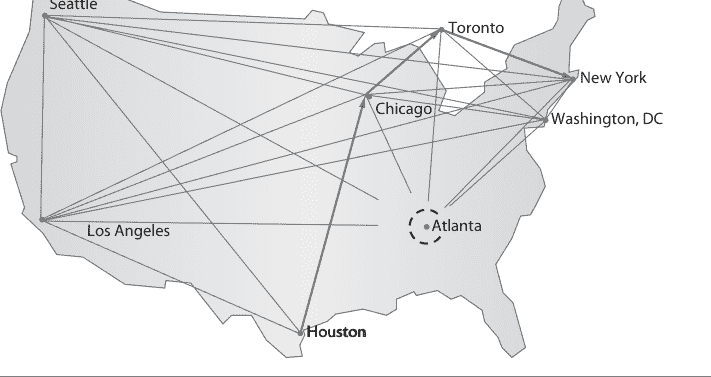 Seattle
Toronto
New York
Chicago
Washington, DC
Los Angeles
Atlanta
Houston